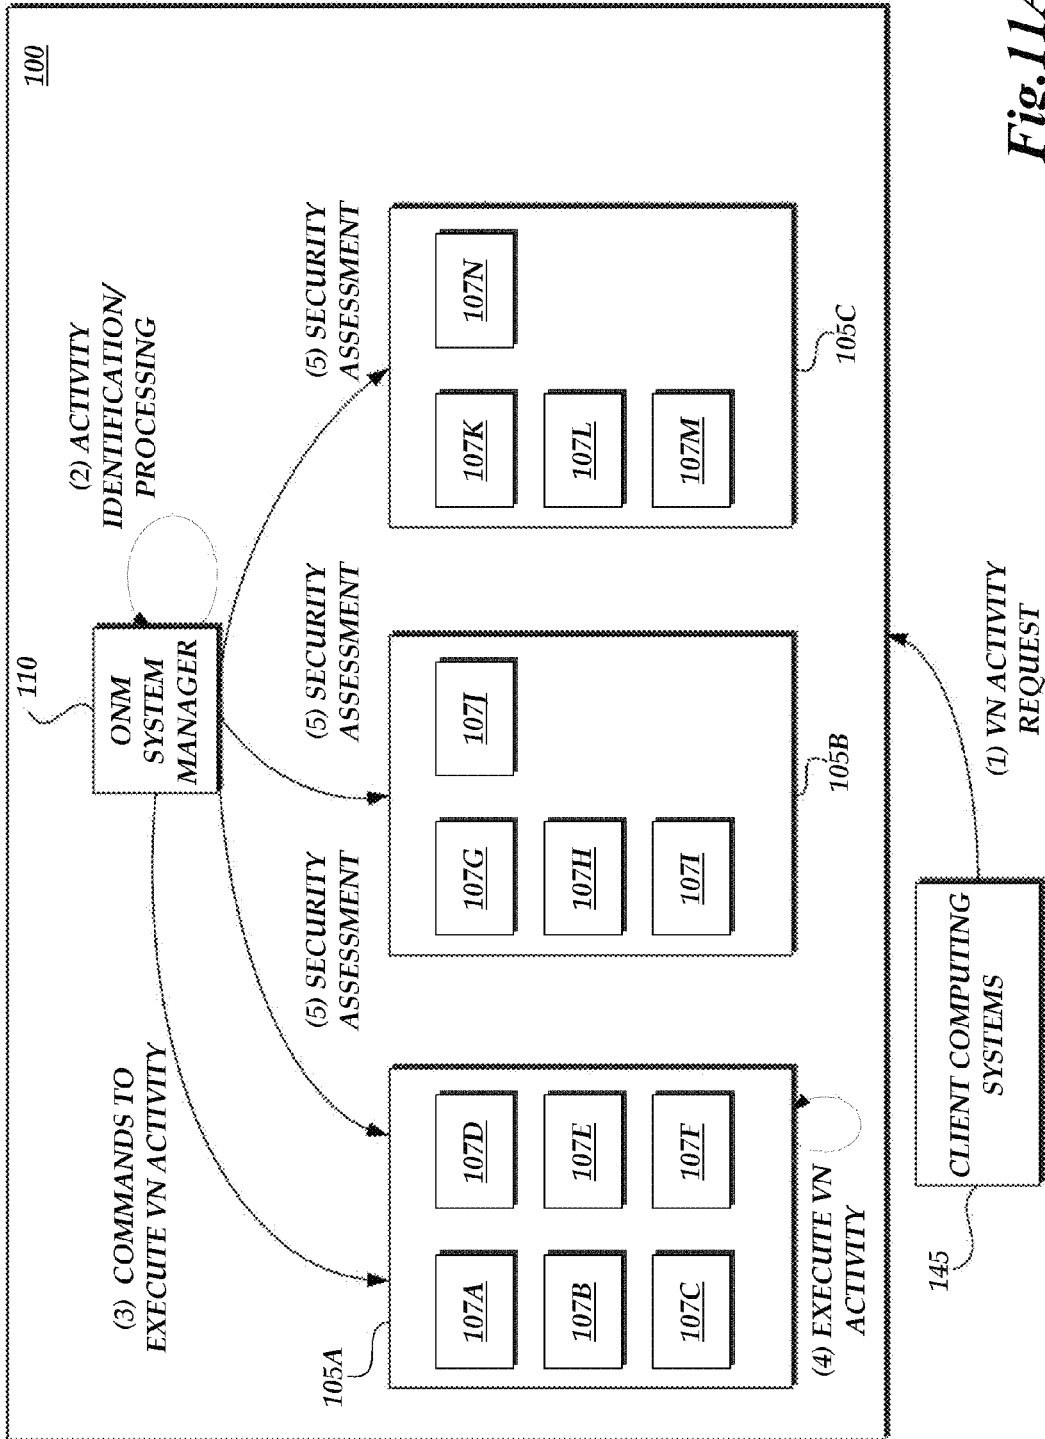 100
110
ONM
SYSTEM
MANAGER
(2) ACTIVITY
IDENTIFICATION/
PROCESSING
(3) COMMANDS TO
EXECUTE VN ACTIVITY
(5) SECURITY
ASSESSMENT
(5) SECURITY
ASSESSMENT
(5) SECURITY
ASSESSMENT
105A
107A
107D
107B
107E
107C
107F
107G
107J
107H
107I
105B
107K
107N
107L
107M
105C
(4) EXECUTE VN
ACTIVITY
145
CLIENT COMPUTING
SYSTEMS
(1) VN ACTIVITY
REQUEST
Fig.11A